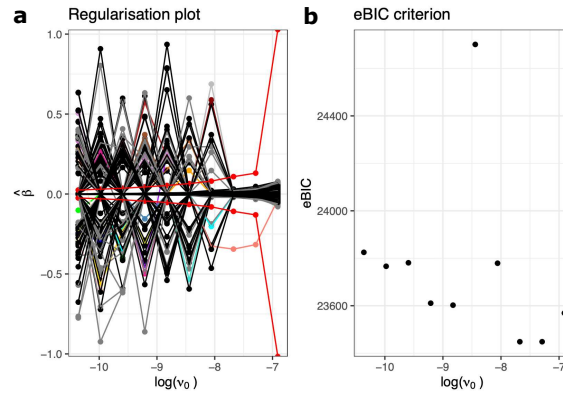 a Regularisation plot
1.0
0.5
0.0
−0.5
−1.0
β̂
−10 −9 −8 −7
log(ν0 )
b eBIC criterion
24400
24000
23600
eBIC
−10 −9 −8 −7
log(ν0 )